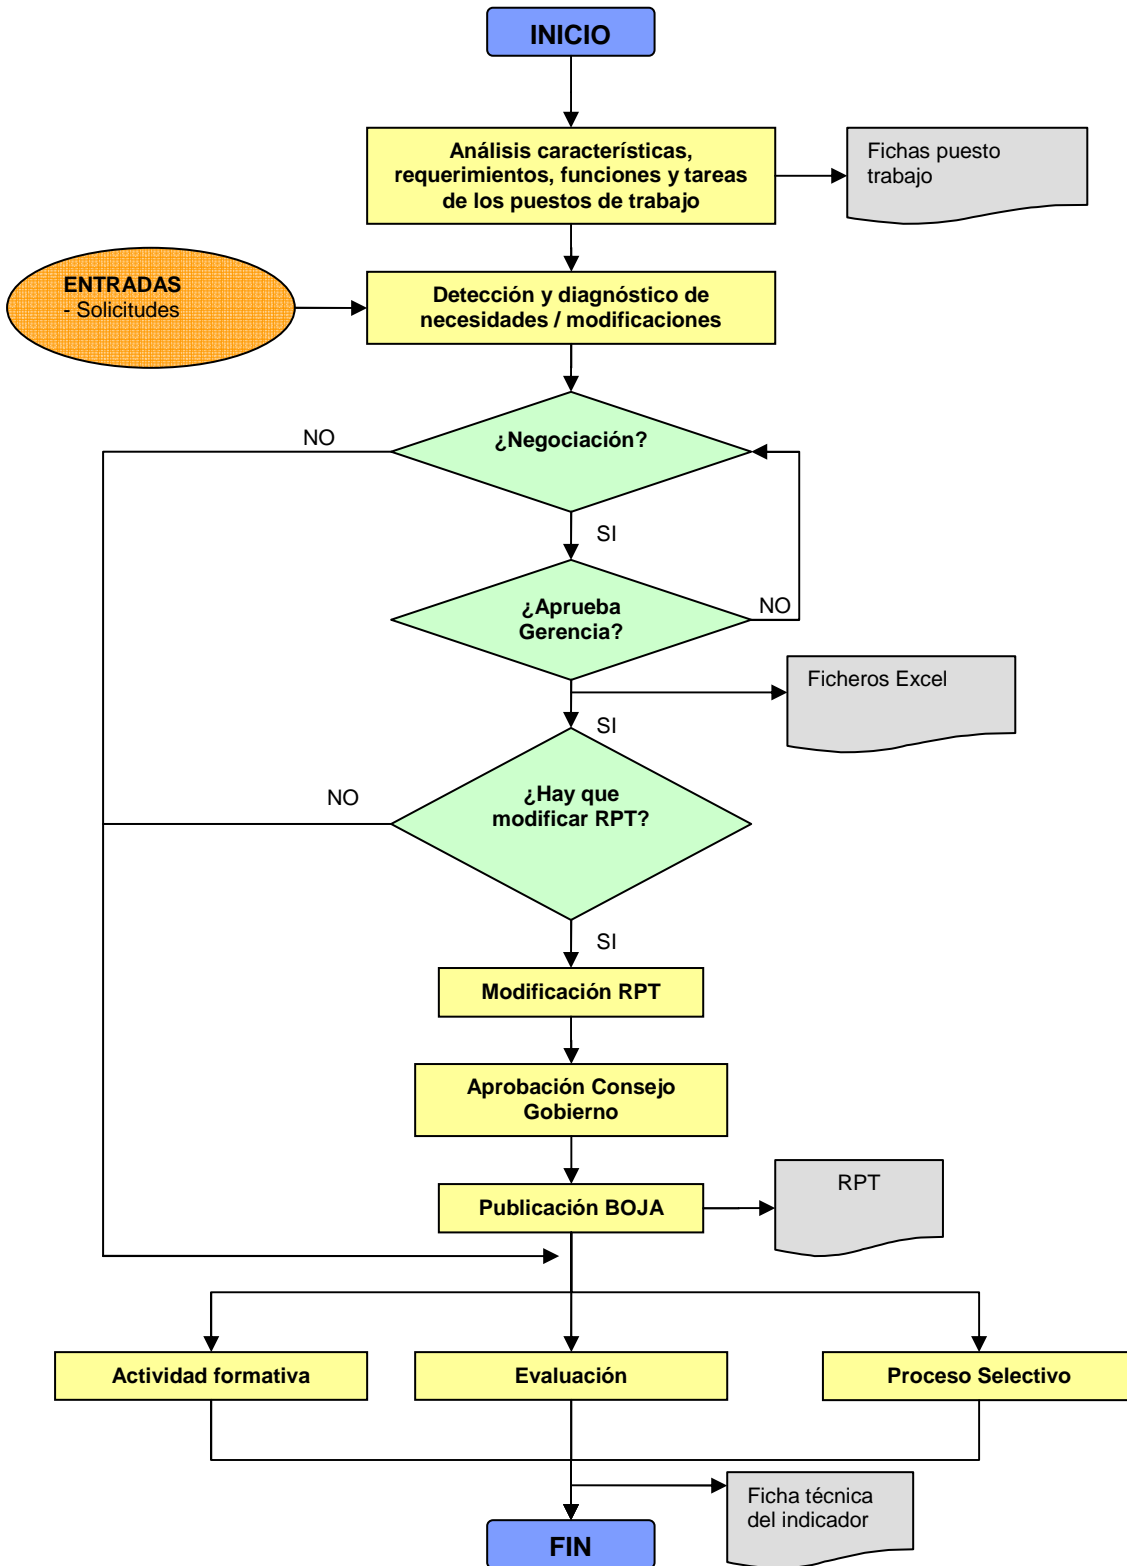 INICIO
Análisis características,
requerimientos, funciones y tareas
de los puestos de trabajo
Fichas puesto
trabajo
ENTRADAS
- Solicitudes
Detección y diagnóstico de
necesidades / modificaciones
NO
¿Negociación?
SI
¿Aprueba
Gerencia?
NO
Ficheros Excel
SI
NO
¿Hay que
modificar RPT?
SI
Modificación RPT
Aprobación Consejo
Gobierno
Publicación BOJA
RPT
Actividad formativa
Evaluación
Proceso Selectivo
Ficha técnica
del indicador
FIN